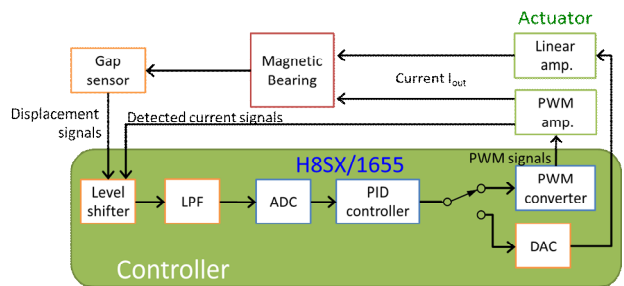 Actuator
Gap
sensor
Magnetic
Bearing
Linear
amp.
Current Iout
PWM
amp.
Displacement
signals
Detected current signals
H8SX/1655
PWM signals
Level
shifter
LPF
ADC
PID
controller
PWM
converter
DAC
Controller